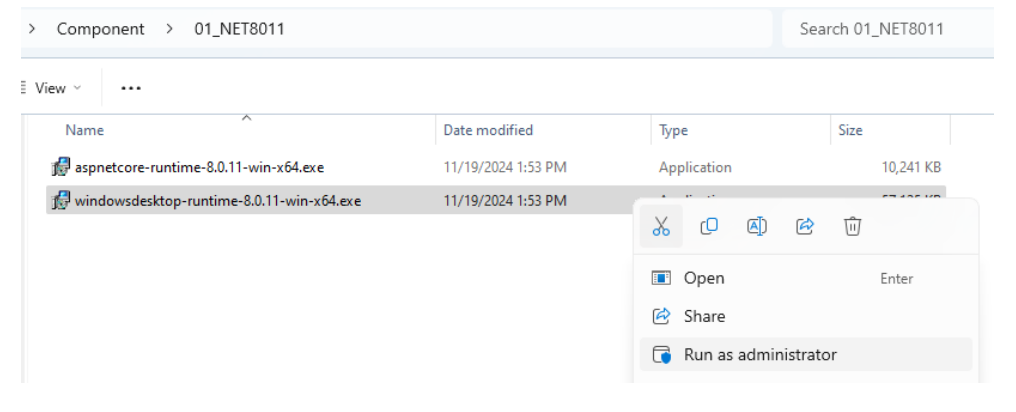 > Component > 01_NET8011 Search 01_NET8011
View ...
Name Date modified Type Size
aspnetcore-runtime-8.0.11-win-x64.exe 11/19/2024 1:53 PM Application 10,241 KB
windowsdesktop-runtime-8.0.11-win-x64.exe 11/19/2024 1:53 PM
Open Enter
Share
Run as administrator